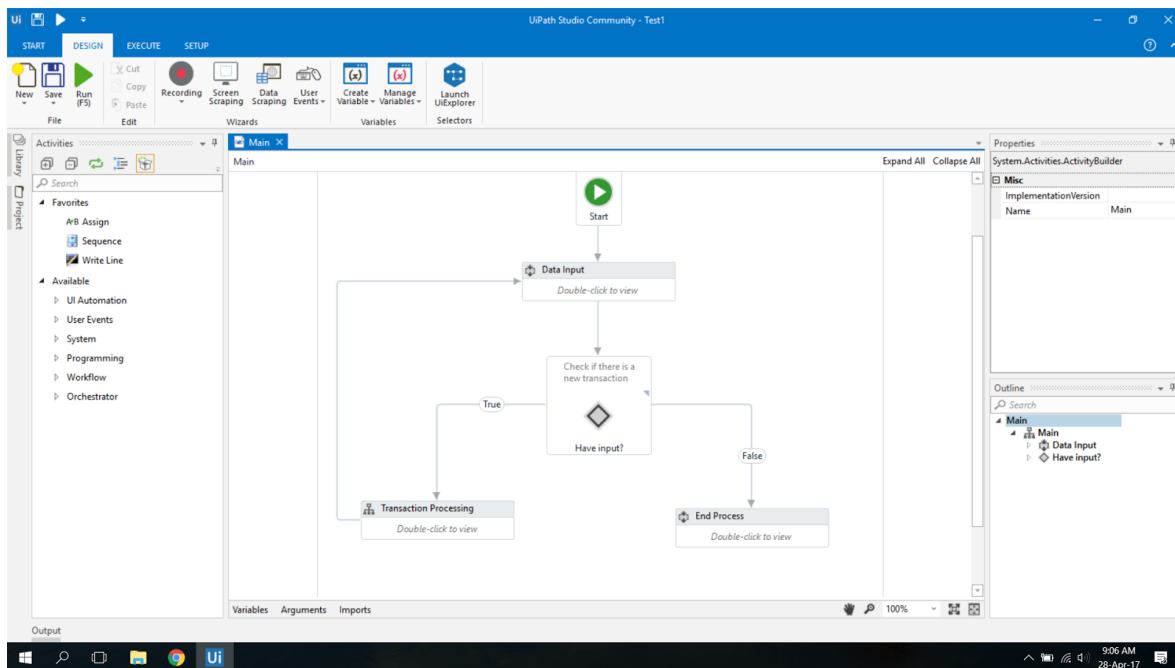 Ui
UiPath Studio Community - Test1
START DESIGN EXECUTE SETUP
New Save Run (F5)
Cut
Copy
Paste
Recording Screen Scraping Data Scraping User Events
Create Variable Manage Variables
Launch UiExplorer
File Edit Wizards Variables Selectors
Library
Project
Activities
Search
Favorites
A+B Assign
Sequence
Write Line
Available
UI Automation
User Events
System
Programming
Workflow
Orchestrator
Main
Main Expand All Collapse All
Start
Data Input
Double-click to view
Check if there is a
new transaction
True
Have input?
False
Transaction Processing
Double-click to view
End Process
Double-click to view
Variables Arguments Imports
100%
Properties
System.Activities.ActivityBuilder
Misc
ImplementationVersion
Name Main
Outline
Search
Main
Main
Data Input
Have input?
Output
Ui
9:06 AM
28-Apr-17